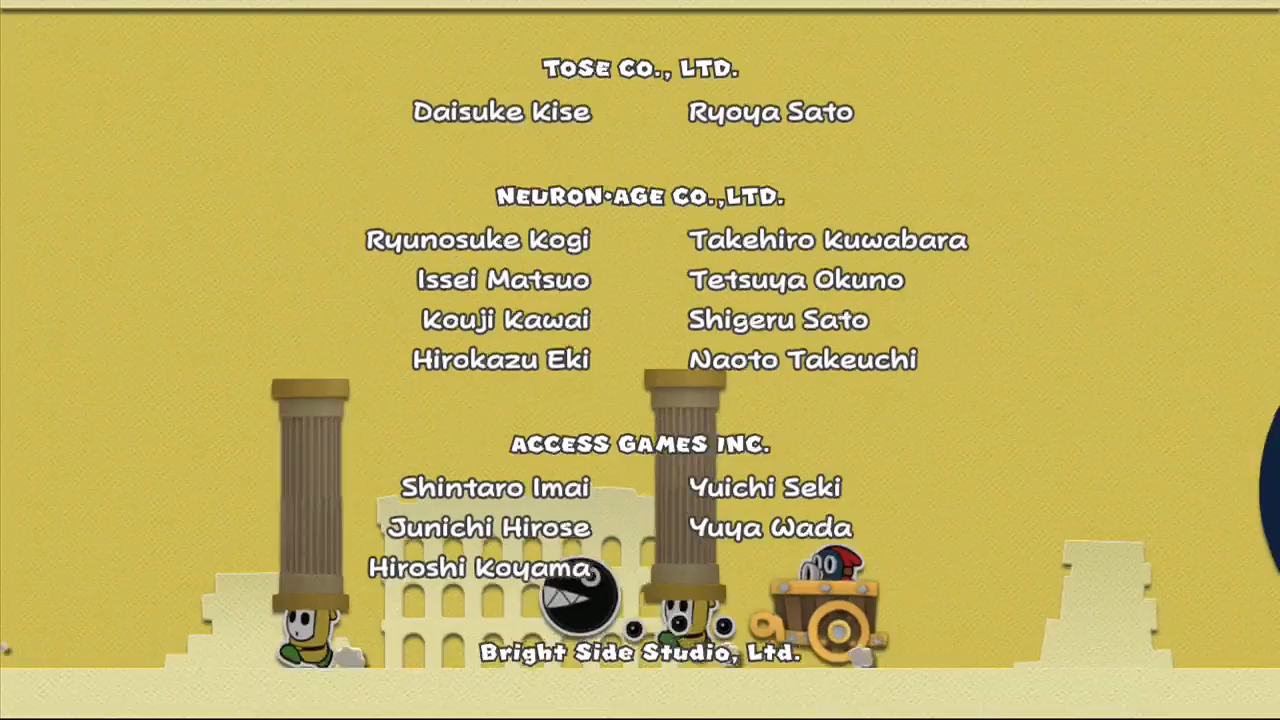 TOSE CO., LTD.
Daisuke Kise Ryoya Sato
NEURON•AGE CO.,LTD.
Ryunosuke Kogi Takehiro Kuwabara
Issei Matsuo Tetsuya Okuno
Kouji Kawai Shigeru Sato
Hirokazu Eki Naoto Takeuchi
ACCESS GAMES INC.
Shintaro Imai Yuichi Seki
Junichi Hirose Yuya Wada
Hiroshi Koyama
Bright Side Studio, Ltd.